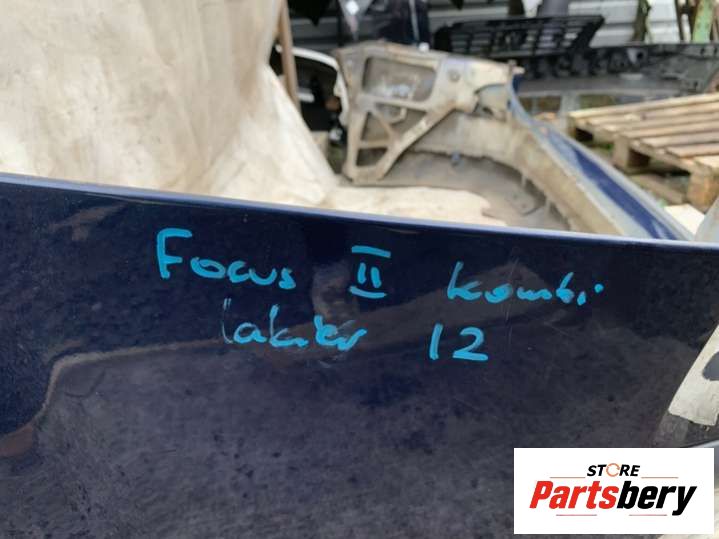 Focus II kombi
lakier 12
STORE
Partsbery